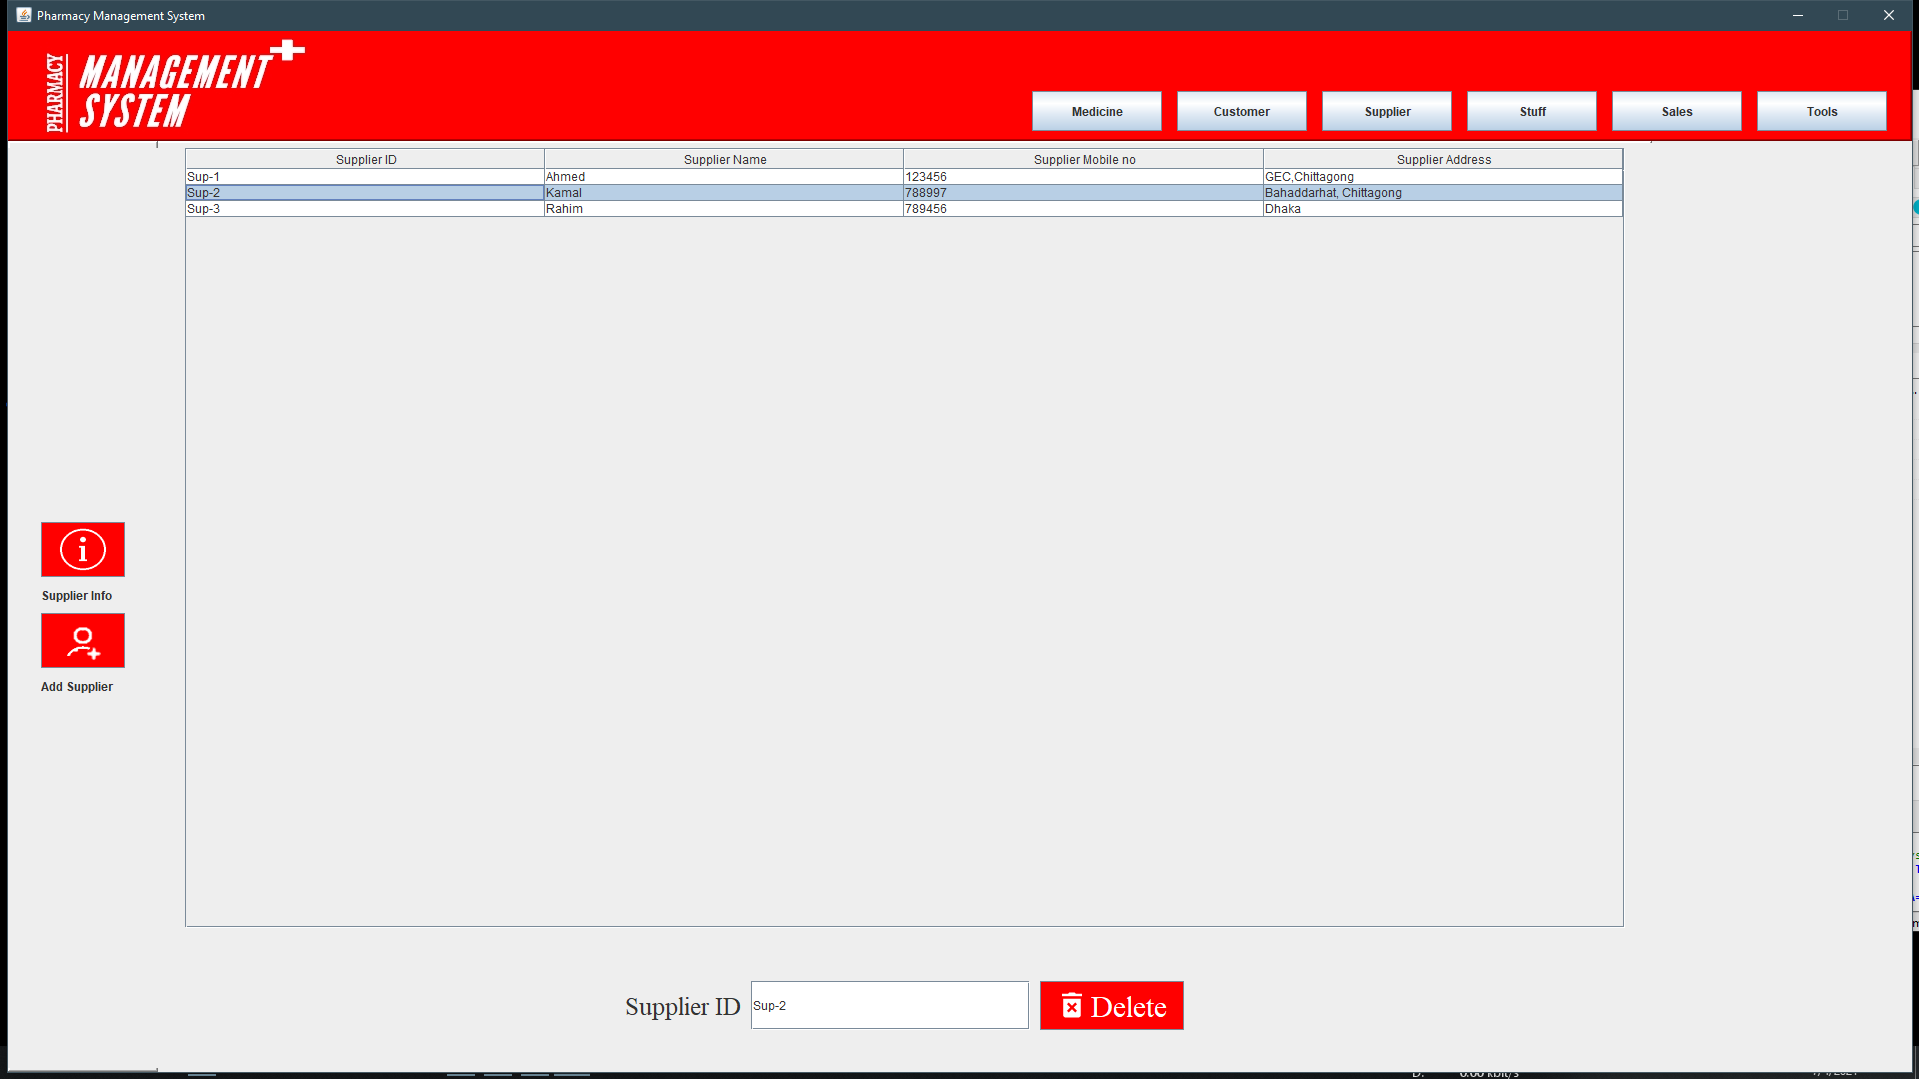 Pharmacy Management System
PHARMACY
MANAGEMENT
SYSTEM
Medicine Customer Supplier Stuff Sales Tools
Supplier ID Supplier Name Supplier Mobile no Supplier Address
Sup-1 Ahmed 123456 GEC,Chittagong
Sup-2 Kamal 788997 Bahaddarhat, Chittagong
Sup-3 Rahim 789456 Dhaka
Supplier Info
Add Supplier
Supplier ID Sup-2 Delete